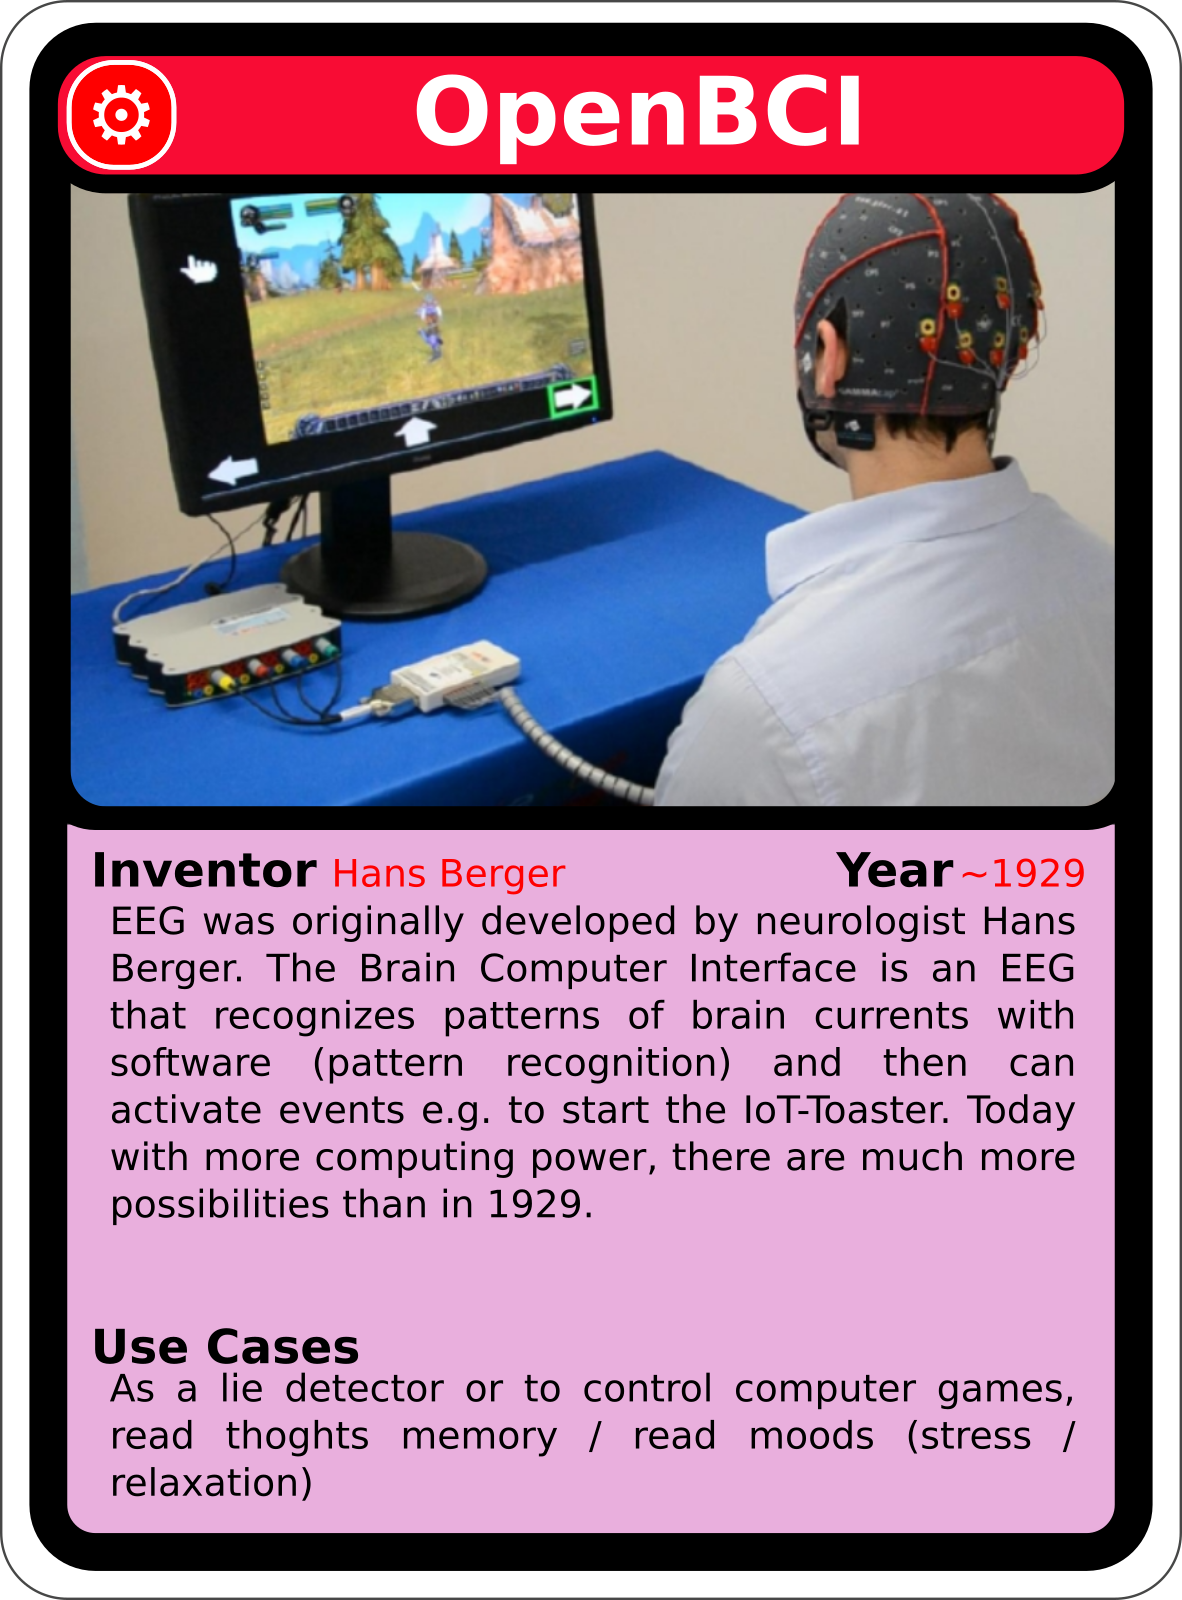 OpenBCI
Inventor Hans Berger Year ~1929
EEG was originally developed by neurologist Hans
Berger. The Brain Computer Interface is an EEG
that recognizes patterns of brain currents with
software (pattern recognition) and then can
activate events e.g. to start the IoT-Toaster. Today
with more computing power, there are much more
possibilities than in 1929.
Use Cases
As a lie detector or to control computer games,
read thoghts memory / read moods (stress /
relaxation)